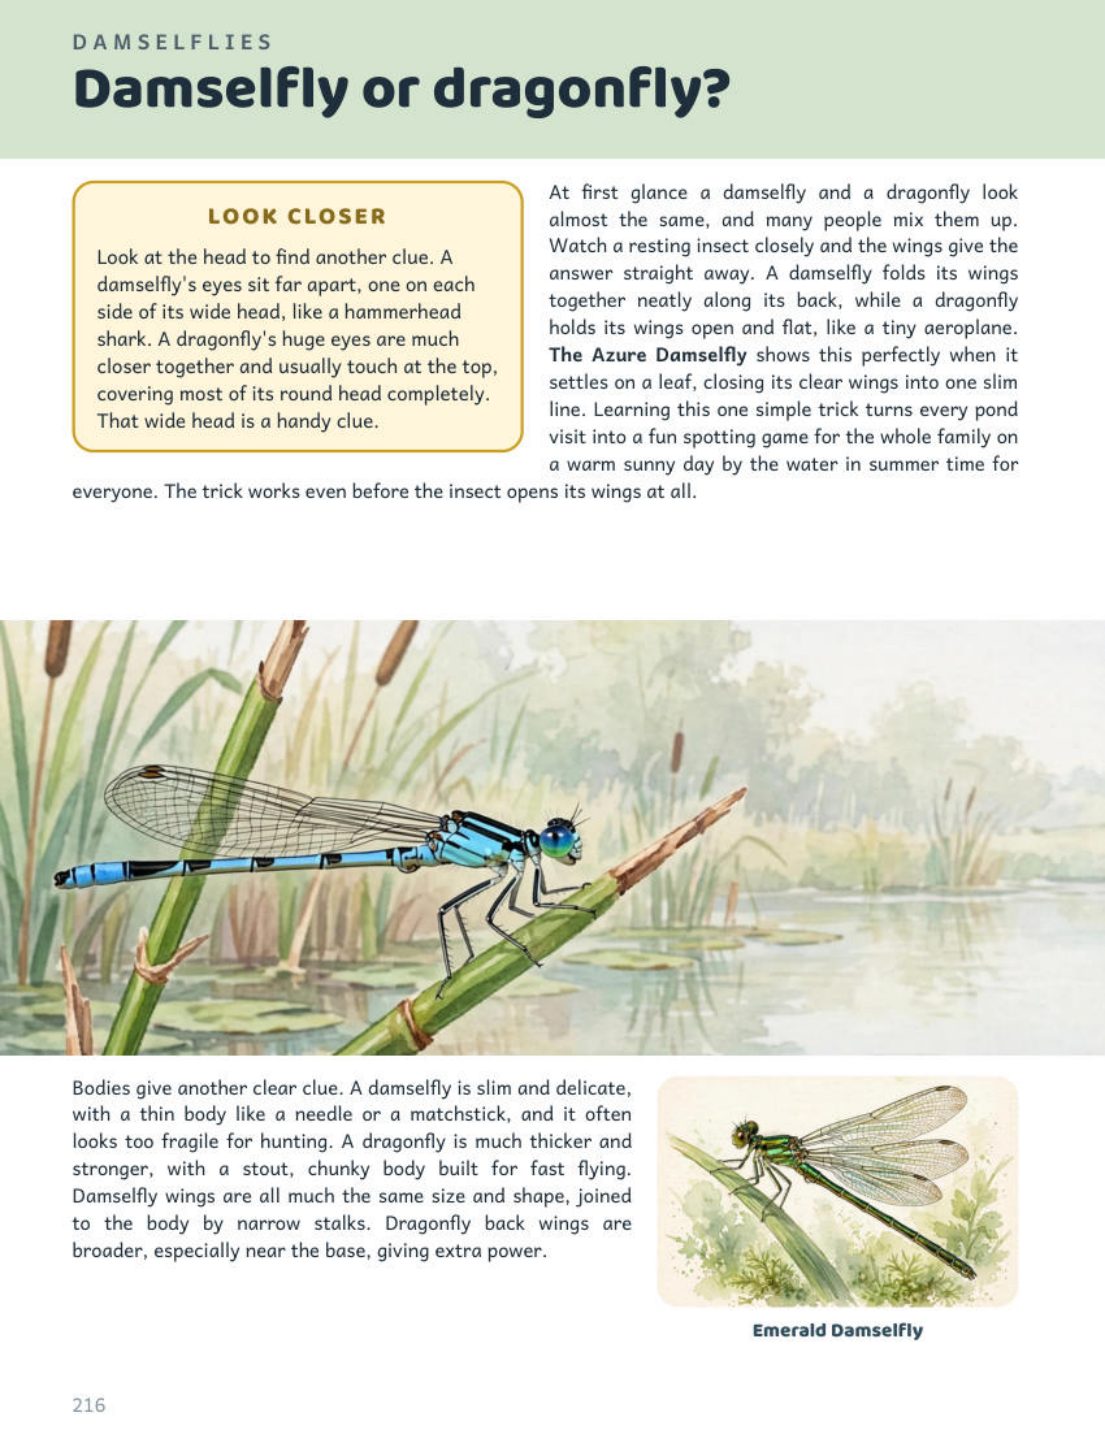 DAMSELFLIES
Damselfly or dragonfly?
LOOK CLOSER
Look at the head to find another clue. A
damselfly's eyes sit far apart, one on each
side of its wide head, like a hammerhead
shark. A dragonfly's huge eyes are much
closer together and usually touch at the top,
covering most of its round head completely.
That wide head is a handy clue.
At first glance a damselfly and a dragonfly look
almost the same, and many people mix them up.
Watch a resting insect closely and the wings give the
answer straight away. A damselfly folds its wings
together neatly along its back, while a dragonfly
holds its wings open and flat, like a tiny aeroplane.
The Azure Damselfly shows this perfectly when it
settles on a leaf, closing its clear wings into one slim
line. Learning this one simple trick turns every pond
visit into a fun spotting game for the whole family on
a warm sunny day by the water in summer time for
everyone. The trick works even before the insect opens its wings at all.
Bodies give another clear clue. A damselfly is slim and delicate,
with a thin body like a needle or a matchstick, and it often
looks too fragile for hunting. A dragonfly is much thicker and
stronger, with a stout, chunky body built for fast flying.
Damselfly wings are all much the same size and shape, joined
to the body by narrow stalks. Dragonfly back wings are
broader, especially near the base, giving extra power.
Emerald Damselfly
216